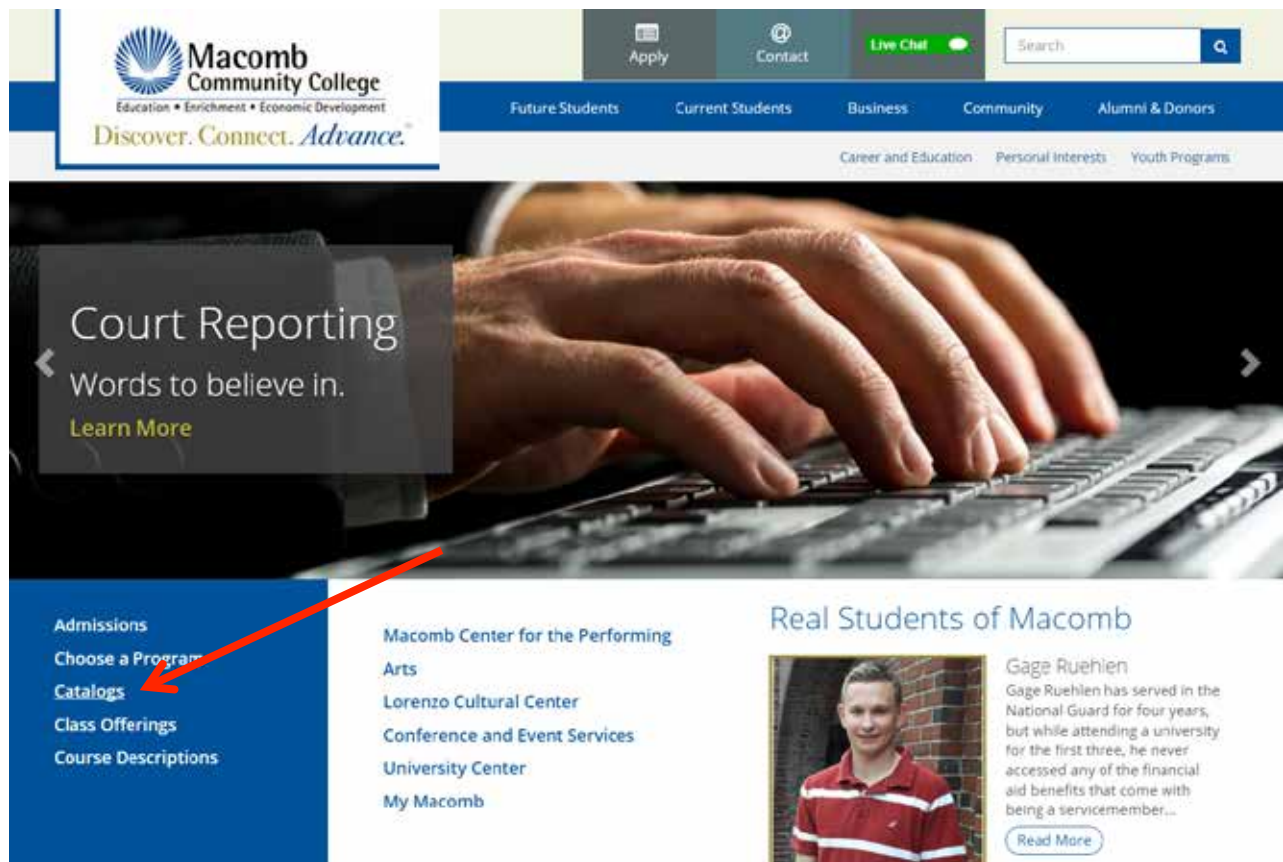 Macomb
Community College
Education • Enrichment • Economic Development
Discover. Connect. Advance.®
Apply
Contact
Live Chat
Search
Future Students
Current Students
Business
Community
Alumni & Donors
Career and Education
Personal Interests
Youth Programs
Court Reporting
Words to believe in.
Learn More
Admissions
Choose a Program
Catalogs
Class Offerings
Course Descriptions
Macomb Center for the Performing
Arts
Lorenzo Cultural Center
Conference and Event Services
University Center
My Macomb
Real Students of Macomb
Gage Ruehlen
Gage Ruehlen has served in the
National Guard for four years,
but while attending a university
for the first three, he never
accessed any of the financial
aid benefits that come with
being a servicemember...
Read More